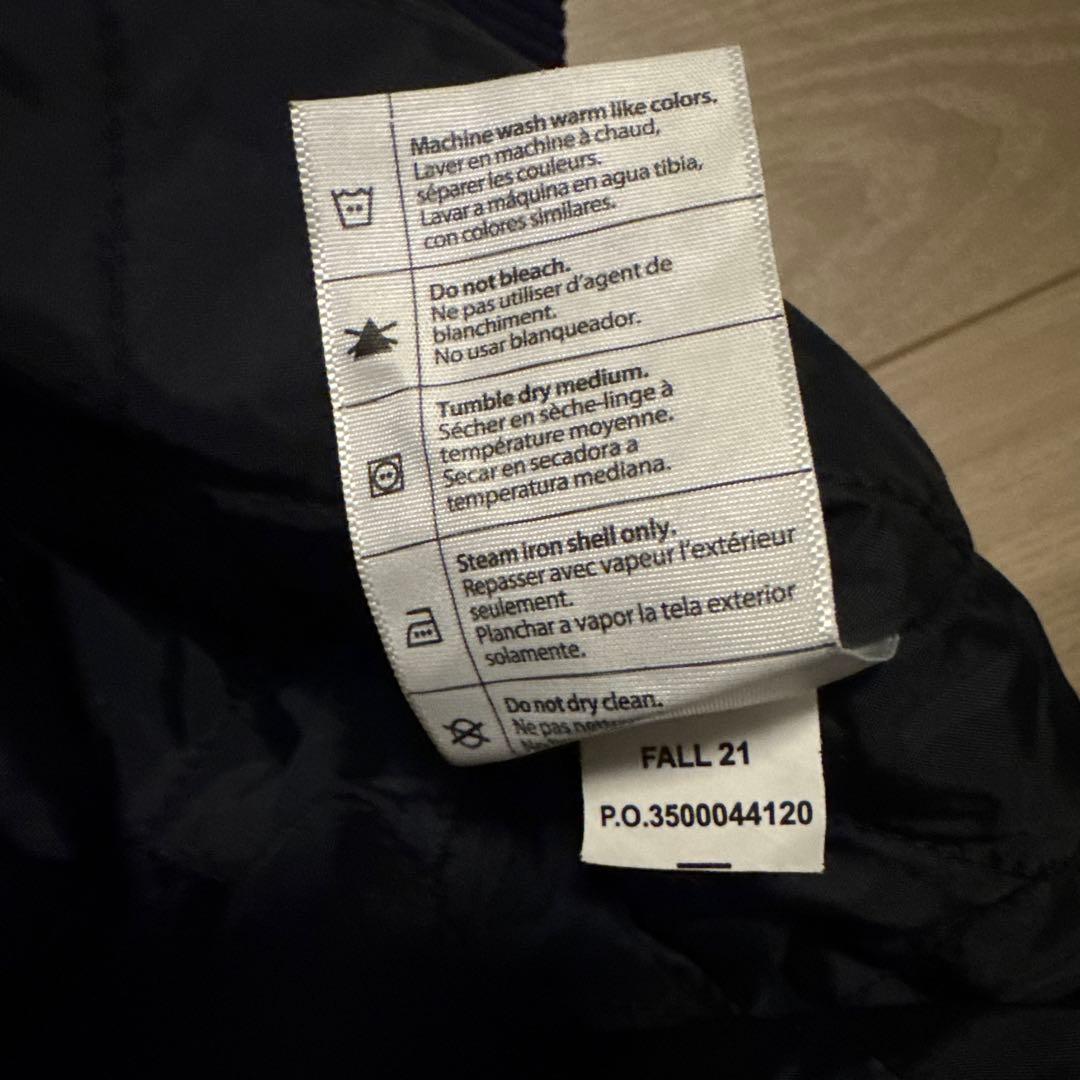 Machine wash warm like colors.
Laver en machine à chaud,
séparer les couleurs.
Lavar a máquina en agua tibia,
con colores similares.
Do not bleach.
Ne pas utiliser d'agent de
blanchiment.
No usar blanqueador.
Tumble dry medium.
Sécher en sèche-linge à
température moyenne.
Secar en secadora a
temperatura mediana.
Steam iron shell only.
Repasser avec vapeur l'extérieur
seulement.
Planchar a vapor la tela exterior
solamente.
Do not dry clean.
Ne pas
FALL 21
P.O.3500044120